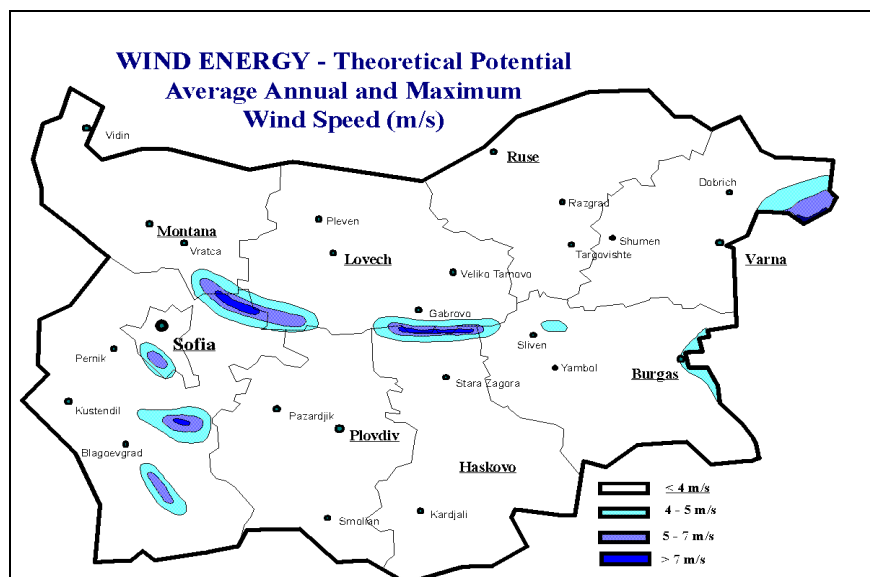 WIND ENERGY - Theoretical Potential
Average Annual and Maximum
Wind Speed (m/s)
Vidin
Ruse
Dobrich
Razgrad
Pleven
Montana
Shumen
Vratca
Targovishte
Varna
Lovech
Veliko Tarnovo
Gabrovo
Sofia
Sliven
Pernik
Yambol
Burgas
Stara Zagora
Kustendil
Pazardjik
Plovdiv
Blagoevgrad
Haskovo
Smolian
Kardjali
< 4 m/s
4 - 5 m/s
5 - 7 m/s
> 7 m/s